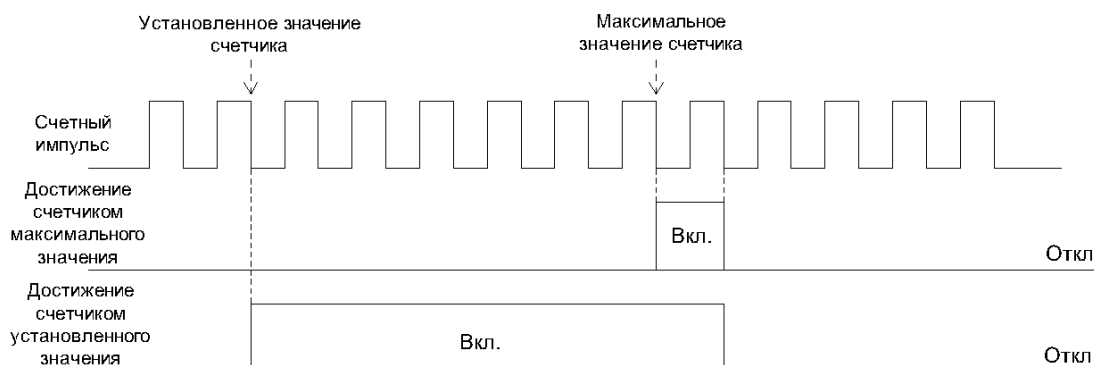 Установленное значение
счетчика
Максимальное
значение счетчика
Счетный
импульс
Достижение
счетчиком
максимального
значения
Вкл.
Откл
Достижение
счетчиком
установленного
значения
Вкл.
Откл